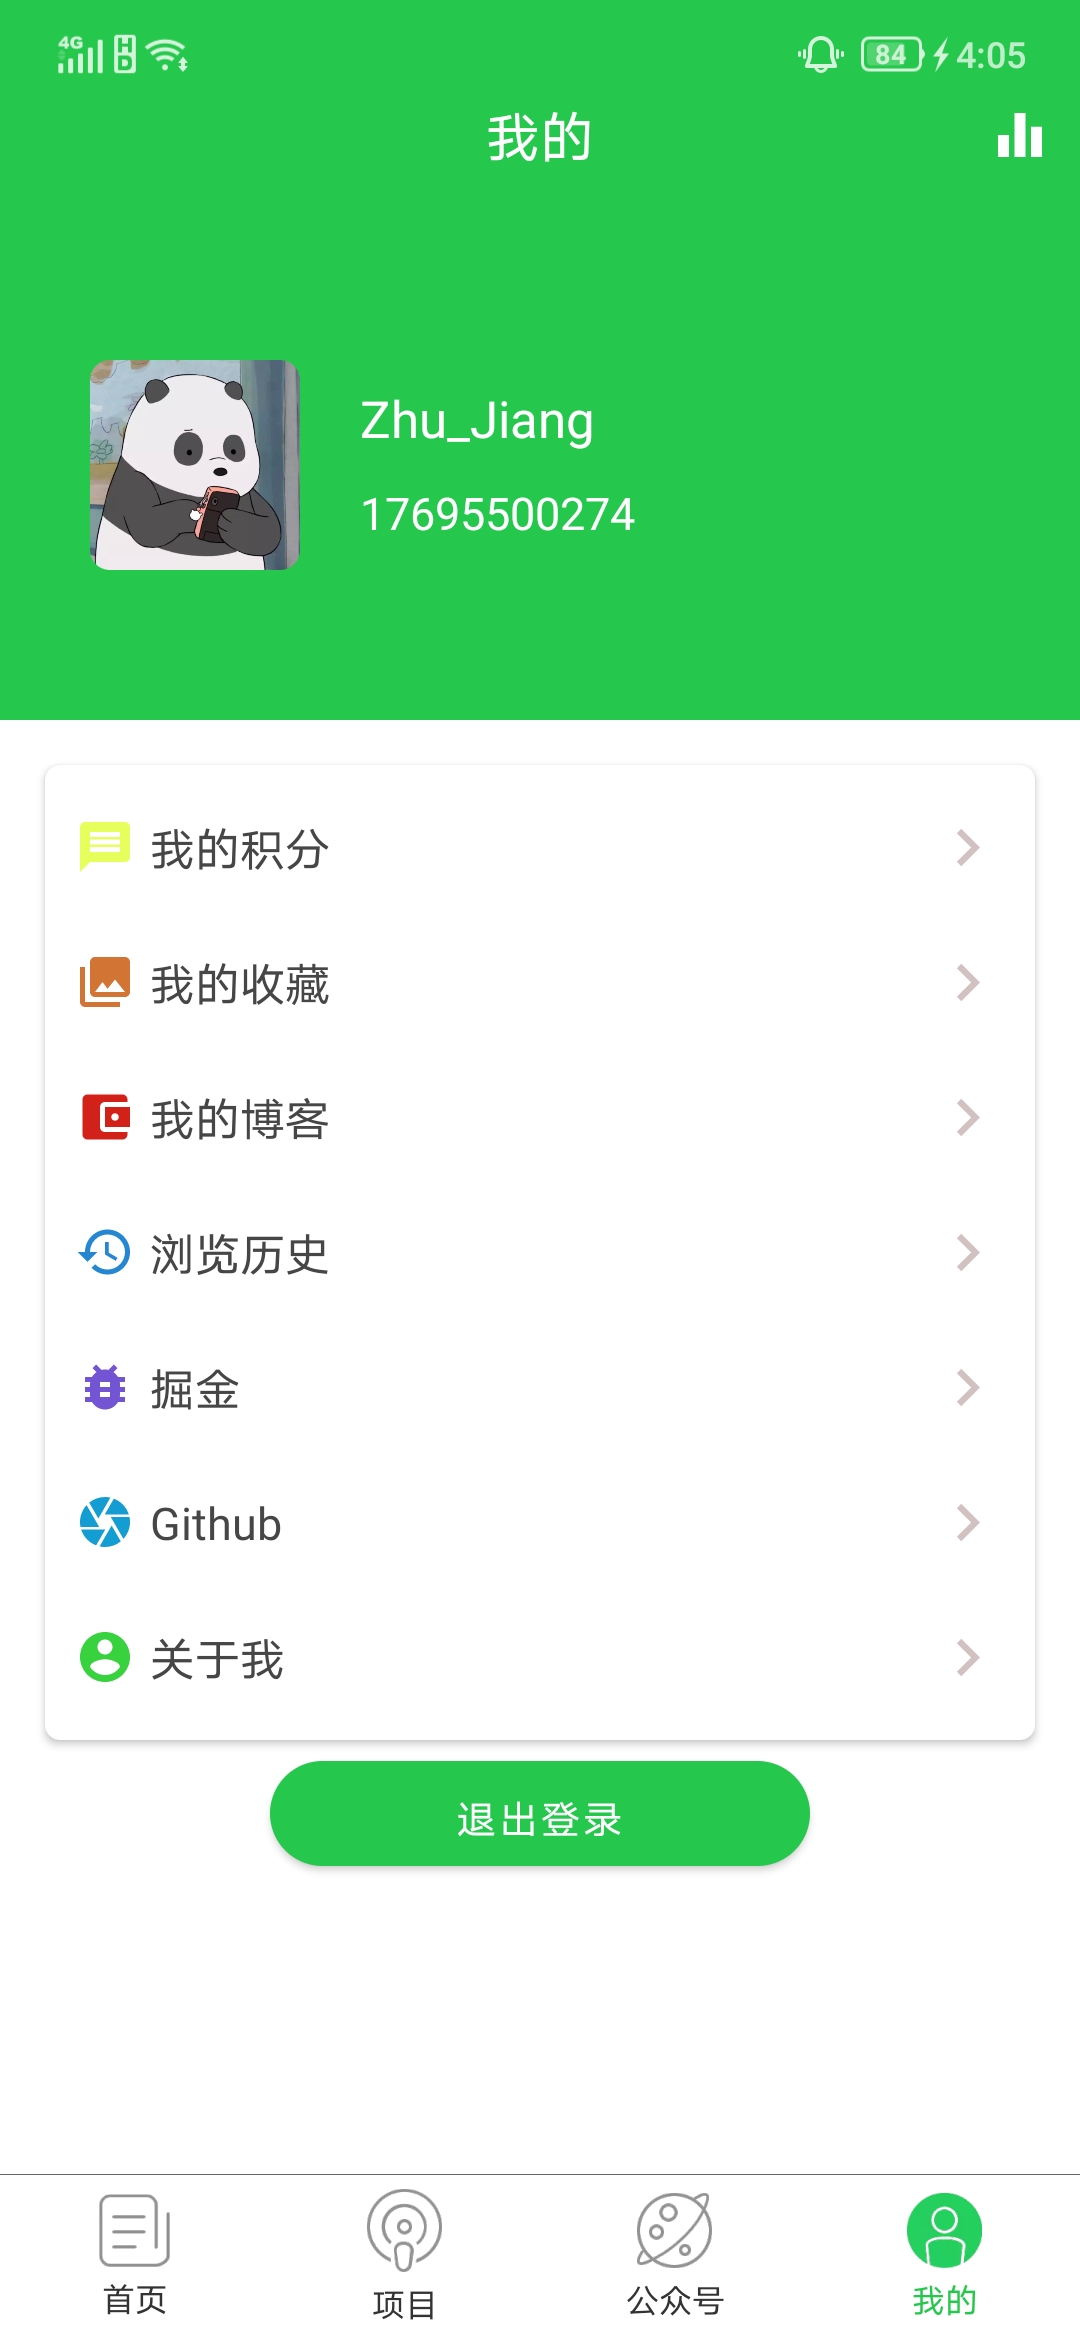 4G HD 84 4:05
我的
Zhu_Jiang
17695500274
我的积分
我的收藏
我的博客
浏览历史
掘金
Github
关于我
退出登录
首页 项目 公众号 我的